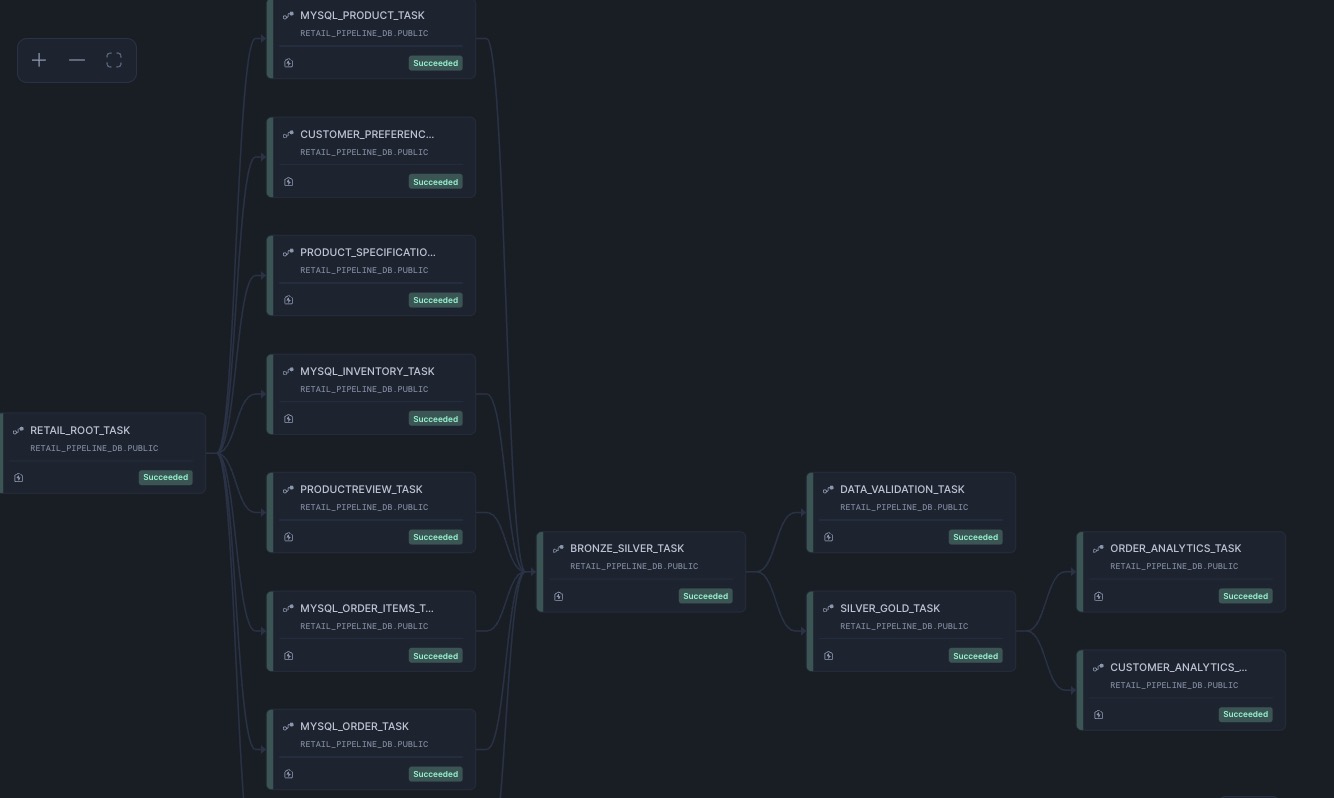 MYSQL_PRODUCT_TASK
RETAIL_PIPELINE_DB.PUBLIC
Succeeded
CUSTOMER_PREFERENC...
RETAIL_PIPELINE_DB.PUBLIC
Succeeded
PRODUCT_SPECIFICATIO...
RETAIL_PIPELINE_DB.PUBLIC
Succeeded
MYSQL_INVENTORY_TASK
RETAIL_PIPELINE_DB.PUBLIC
Succeeded
RETAIL_ROOT_TASK
RETAIL_PIPELINE_DB.PUBLIC
Succeeded
PRODUCTREVIEW_TASK
RETAIL_PIPELINE_DB.PUBLIC
Succeeded
MYSQL_ORDER_ITEMS_T...
RETAIL_PIPELINE_DB.PUBLIC
Succeeded
MYSQL_ORDER_TASK
RETAIL_PIPELINE_DB.PUBLIC
Succeeded
BRONZE_SILVER_TASK
RETAIL_PIPELINE_DB.PUBLIC
Succeeded
DATA_VALIDATION_TASK
RETAIL_PIPELINE_DB.PUBLIC
Succeeded
SILVER_GOLD_TASK
RETAIL_PIPELINE_DB.PUBLIC
Succeeded
ORDER_ANALYTICS_TASK
RETAIL_PIPELINE_DB.PUBLIC
Succeeded
CUSTOMER_ANALYTICS_...
RETAIL_PIPELINE_DB.PUBLIC
Succeeded